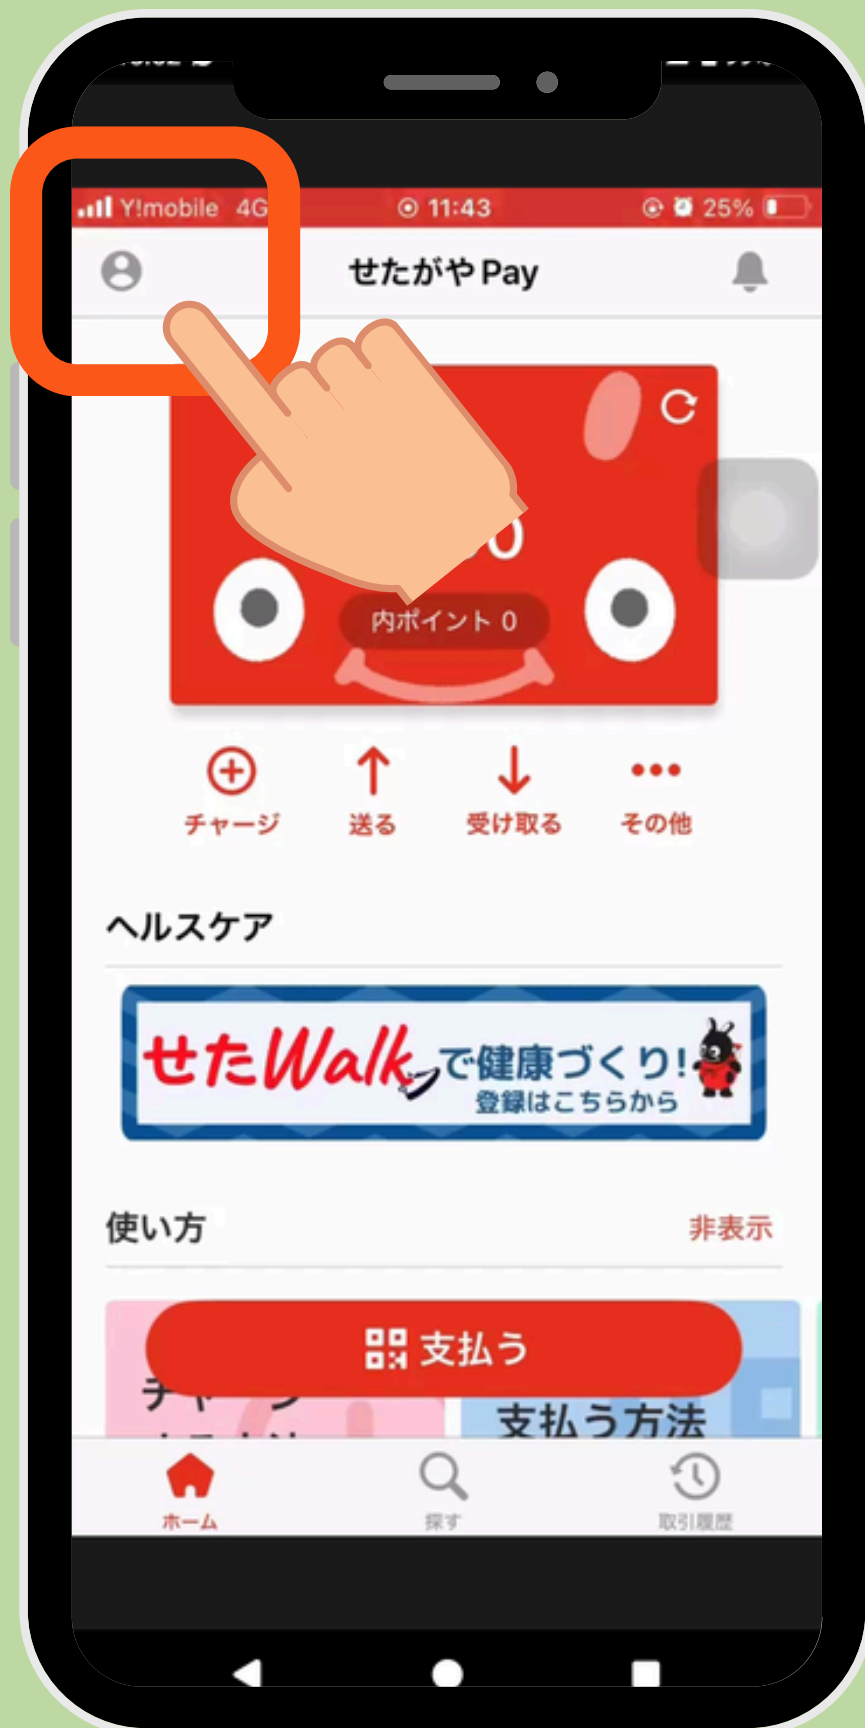 Y!mobile 4G 11:43 25%
せたがやPay
内ポイント 0
チャージ 送る 受け取る その他
ヘルスケア
せたWalkで健康づくり!
登録はこちらから
使い方 非表示
支払う
支払う方法
ホーム 探す 取引履歴